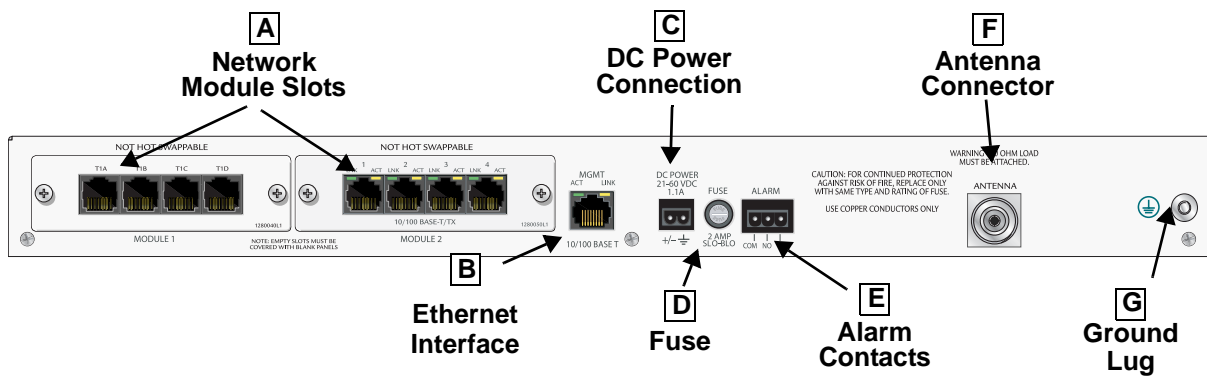 A
Network
Module Slots
C
DC Power
Connection
F
Antenna
Connector
NOT HOT SWAPPABLE
T1A T1B T1C T1D
1280040L1
MODULE 1
NOTE: EMPTY SLOTS MUST BE
COVERED WITH BLANK PANELS
NOT HOT SWAPPABLE
1 2 3 4
ACT LNK ACT LNK ACT LNK ACT
10/100 BASE-T/TX
1280050L1
MODULE 2
MGMT
ACT LINK
10/100 BASE T
DC POWER
21-60 VDC
1.1A
+/-
FUSE
2 AMP
SLO-BLO
ALARM
COM NO
CAUTION: FOR CONTINUED PROTECTION
AGAINST RISK OF FIRE, REPLACE ONLY
WITH SAME TYPE AND RATING OF FUSE.
USE COPPER CONDUCTORS ONLY
WARNING: OHM LOAD
MUST BE ATTACHED.
ANTENNA
B
Ethernet
Interface
D
Fuse
E
Alarm
Contacts
G
Ground
Lug